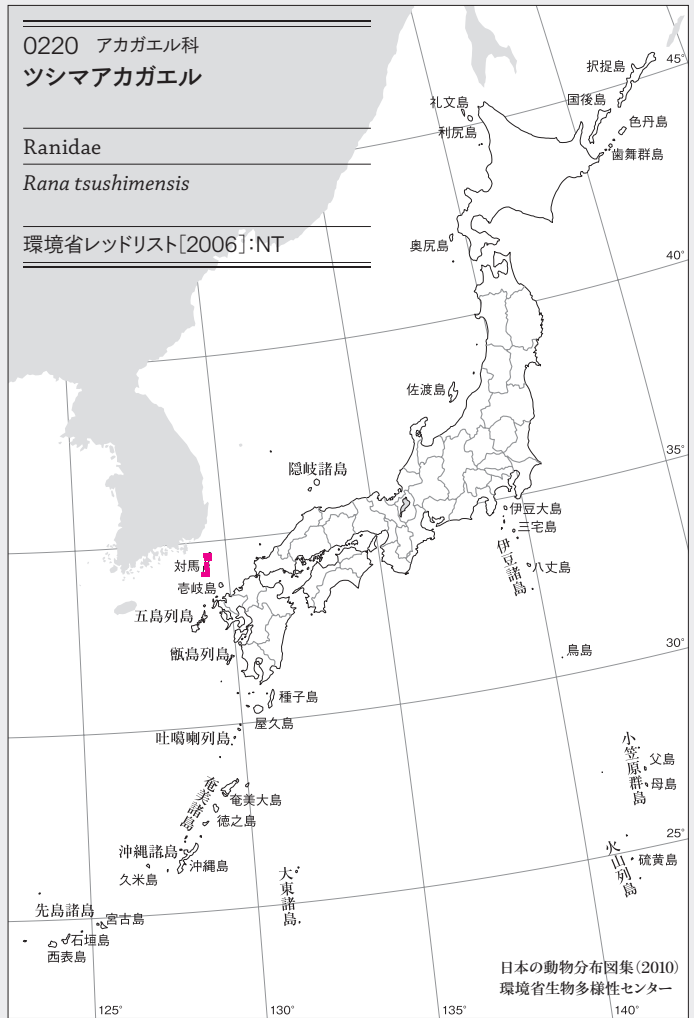 0220 アカガエル科
ツシマアカガエル
Ranidae
Rana tsushimensis
環境省レッドリスト[2006]:NT
択捉島
国後島
色丹島
歯舞群島
礼文島
利尻島
奥尻島
佐渡島
隠岐諸島
対馬
壱岐島
五島列島
甑島列島
種子島
屋久島
吐噶喇列島
奄美諸島
奄美大島
徳之島
沖縄諸島
沖縄島
久米島
先島諸島
宮古島
石垣島
西表島
大東諸島
伊豆大島
三宅島
伊豆諸島
八丈島
鳥島
小笠原群島
父島
母島
火山列島
硫黄島
45°
40°
35°
30°
25°
125°
130°
135°
140°
日本の動物分布図集(2010)
環境省生物多様性センター